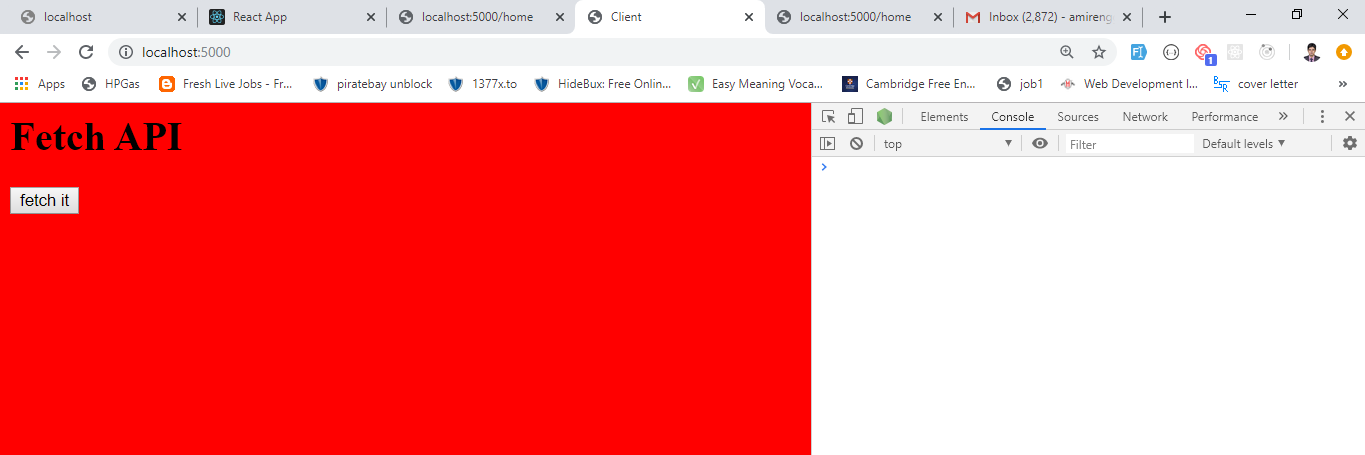 localhost
React App
localhost:5000/home
Client
localhost:5000/home
Inbox (2,872) - amireng
localhost:5000
1
Apps
HPGas
Fresh Live Jobs - Fr...
piratebay unblock
1377x.to
HideBux: Free Onlin...
Easy Meaning Voca...
Cambridge Free En...
job1
Web Development I...
cover letter
Fetch API
fetch it
Elements
Console
Sources
Network
Performance
top
Filter
Default levels